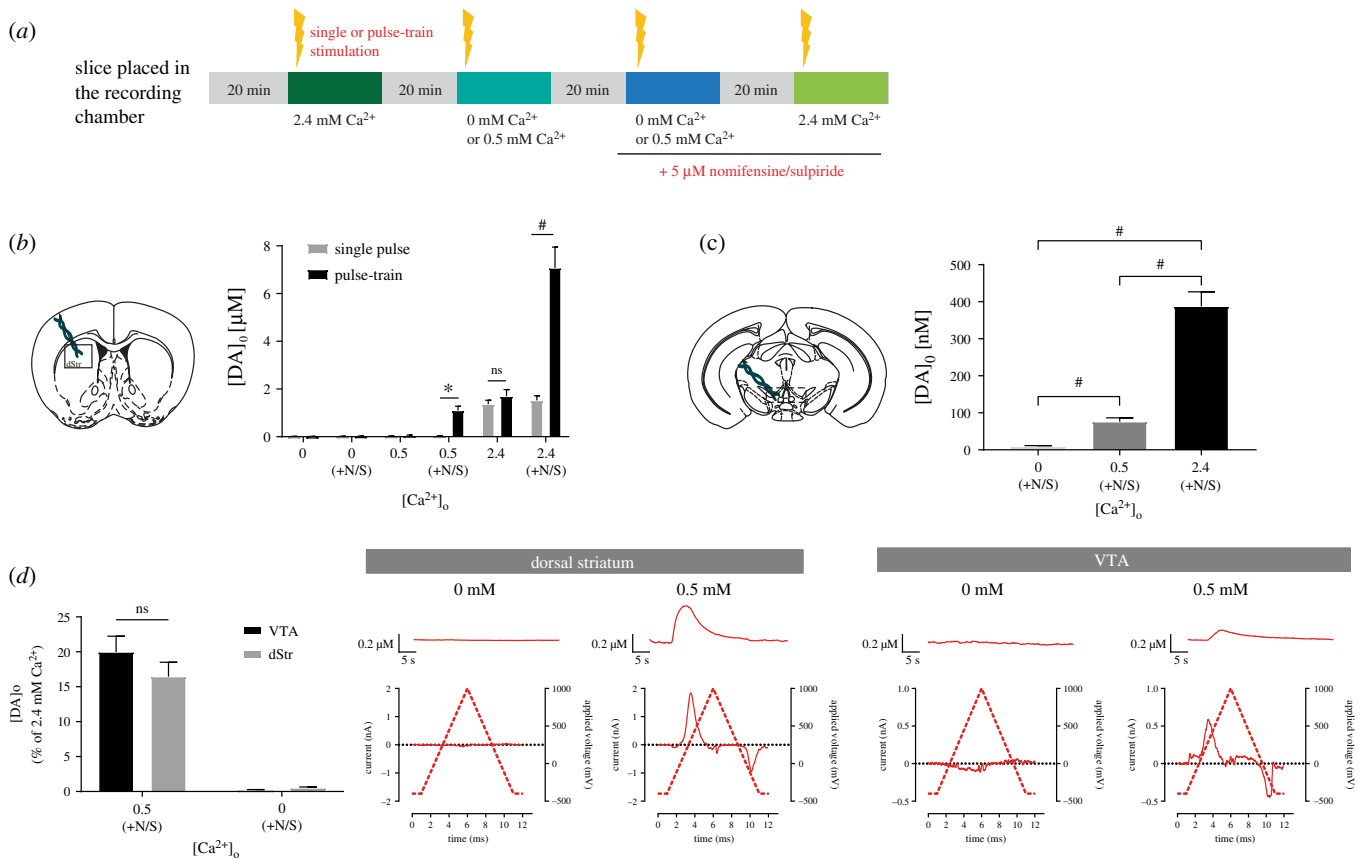 (a)
single or pulse-train
stimulation
slice placed in
the recording
chamber
20 min
20 min
20 min
20 min
2.4 mM Ca²⁺
0 mM Ca²⁺
or 0.5 mM Ca²⁺
0 mM Ca²⁺
or 0.5 mM Ca²⁺
2.4 mM Ca²⁺
+ 5 µM nomifensine/sulpiride
(b)
dStr
single pulse
pulse-train
[DA]₀ [µM]
8
6
4
2
0
*
ns
#
0
0
(+N/S)
0.5
0.5
(+N/S)
2.4
2.4
(+N/S)
[Ca²⁺]ₒ
(c)
[DA]₀ [nM]
500
400
300
200
100
0
#
#
#
0
(+N/S)
0.5
(+N/S)
2.4
(+N/S)
[Ca²⁺]ₒ
(d)
[DA]ₒ
(% of 2.4 mM Ca²⁺)
25
20
15
10
5
0
ns
VTA
dStr
0.5
(+N/S)
0
(+N/S)
[Ca²⁺]ₒ
dorsal striatum
0 mM
0.5 mM
0.2 µM
5 s
0.2 µM
5 s
current (nA)
2
1
0
−1
−2
1000
500
0
−500
applied voltage (mV)
0 2 4 6 8 10 12
time (ms)
current (nA)
2
1
0
−1
−2
1000
500
0
−500
applied voltage (mV)
0 2 4 6 8 10 12
time (ms)
VTA
0 mM
0.5 mM
0.2 µM
5 s
0.2 µM
5 s
current (nA)
1.0
0.5
0
−0.5
1000
500
0
−500
applied voltage (mV)
0 2 4 6 8 10 12
time (ms)
current (nA)
1.0
0.5
0
−0.5
1000
500
0
−500
applied voltage (mV)
0 2 4 6 8 10 12
time (ms)